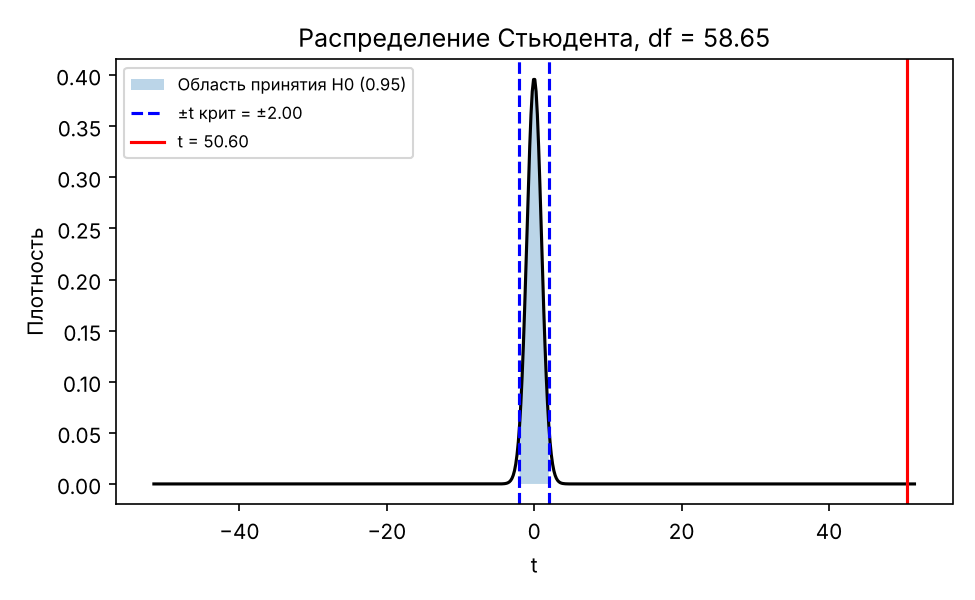 Распределение Стьюдента, df = 58.65
Область принятия H0 (0.95)
±t крит = ±2.00
t = 50.60
Плотность
0.40
0.35
0.30
0.25
0.20
0.15
0.10
0.05
0.00
−40 −20 0 20 40
t